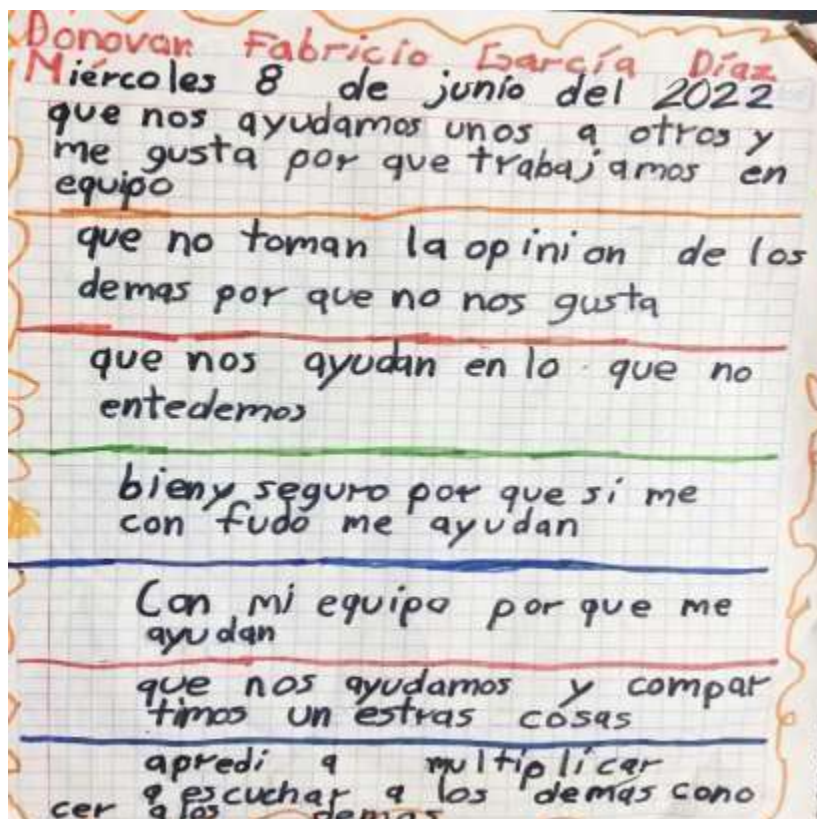 Donovan Fabricio García Díaz
Miércoles 8 de junio del 2022
que nos ayudamos unos a otros y
me gusta por que trabajamos en
equipo
que no toman la opinion de los
demas por que no nos gusta
que nos ayudan en lo que no
entedemos
bien y seguro por que si me
con fudo me ayudan
Con mi equipo por que me
ayudan
que nos ayudamos y compar
timos un estras cosas
apredi a multiplicar
a escuchar a los demás cono
cer a los demas